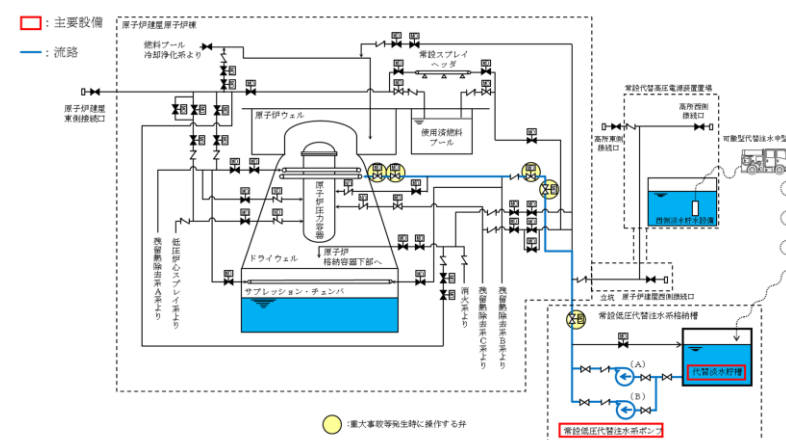 ：主要設備
：流路
原子炉建屋原子炉棟
燃料プール
冷却浄化系より
常設スプレイ
ヘッダ
原子炉建屋
東側接続口
原子炉ウェル
使用済燃料
プール
常設代替高圧電源装置置場
高所西側
接続口
高所東側
接続口
可搬型代替注水中型
西側淡水貯水設備
原子炉圧力容器
ドライウェル
原子炉
格納容器下部へ
サプレッション・チェンバ
残留熱除去系A系より
低圧炉心スプレイ系より
消火系より
残留熱除去系C系より
残留熱除去系B系より
立坑
原子炉建屋西側接続口
常設低圧代替注水系格納槽
(A)
(B)
代替淡水貯槽
常設低圧代替注水系ポンプ
：重大事故等発生時に操作する弁